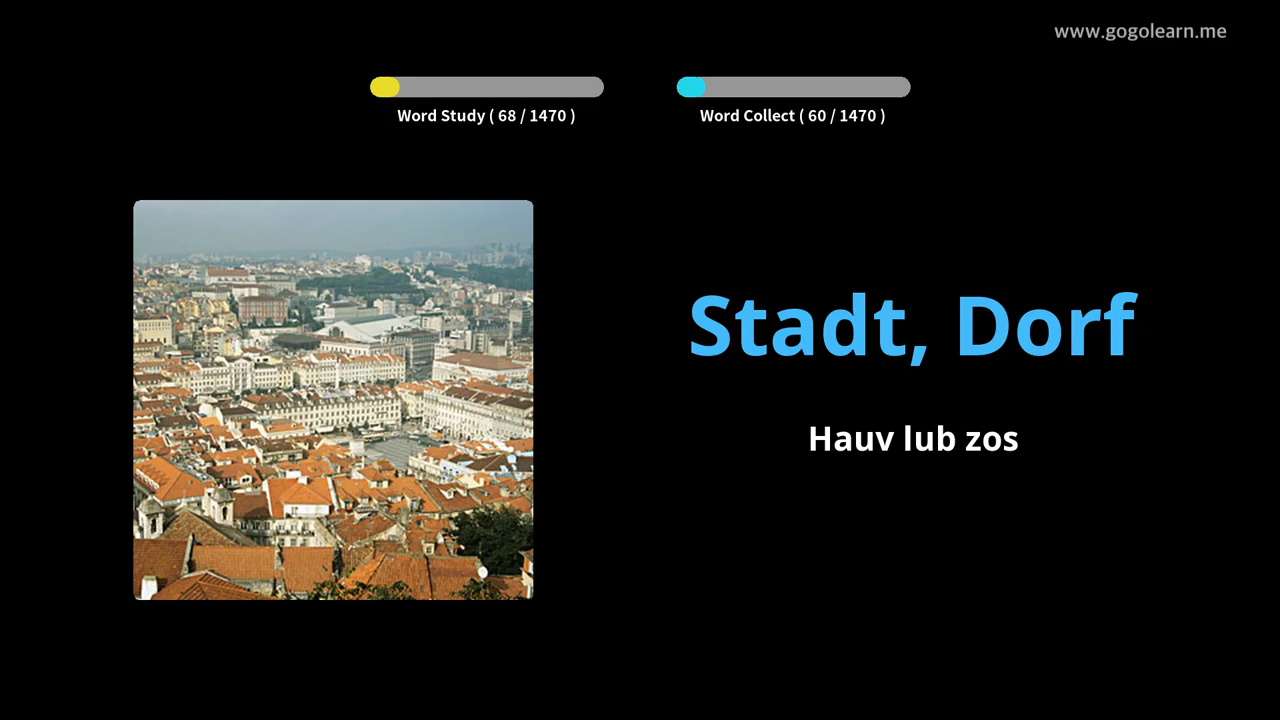 www.gogolearn.me
Word Study ( 68 / 1470 )
Word Collect ( 60 / 1470 )
Stadt, Dorf
Hauv lub zos